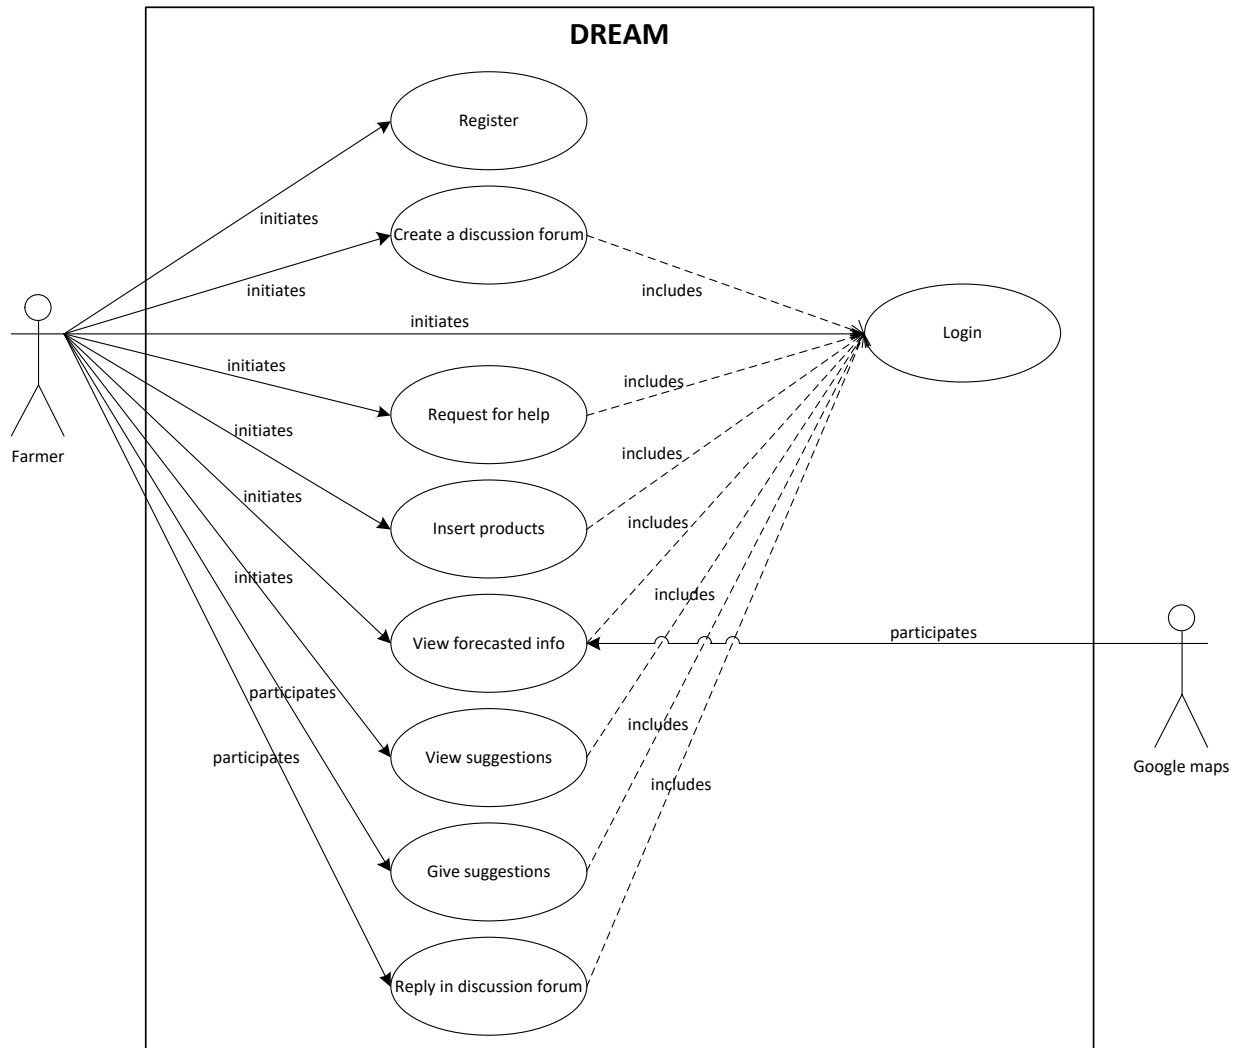 DREAM
Register
initiates
Create a discussion forum
initiates
includes
initiates
Login
initiates
includes
Request for help
initiates
includes
Farmer
initiates
Insert products
includes
initiates
includes
View forecasted info
participates
participates
includes
View suggestions
participates
includes
Google maps
Give suggestions
Reply in discussion forum